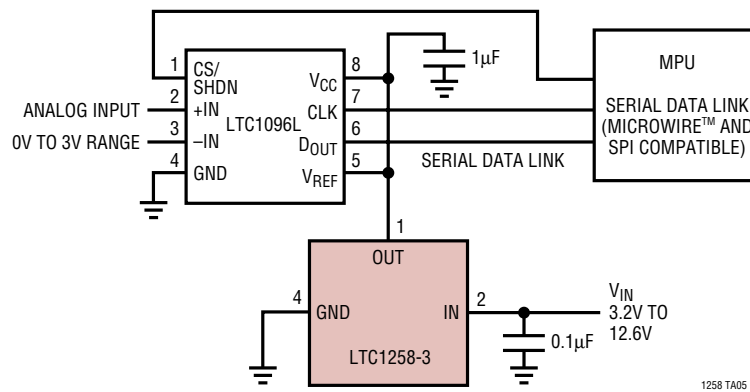 1
CS/
SHDN
VCC
8
1µF
MPU
ANALOG INPUT
2
+IN
LTC1096L
CLK
7
SERIAL DATA LINK
(MICROWIRE™ AND
SPI COMPATIBLE)
0V TO 3V RANGE
3
–IN
DOUT
6
SERIAL DATA LINK
4
GND
VREF
5
1
OUT
4
GND
IN
2
VIN
3.2V TO
12.6V
0.1µF
LTC1258-3
1258 TA05